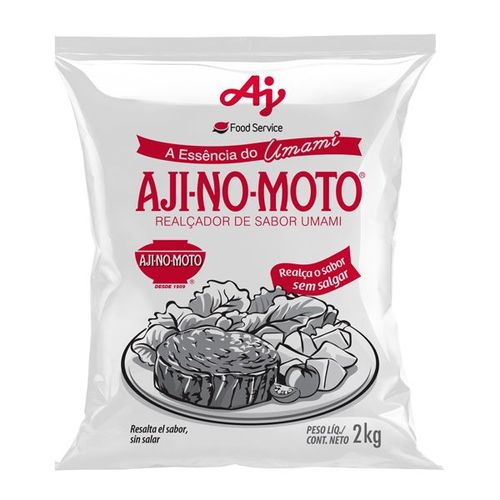 Aj
Food Service
A Essência do Umami
AJI-NO-MOTO®
REALÇADOR DE SABOR UMAMI
AJI-NO-MOTO
DESDE 1909 ®
Realça o sabor
sem salgar
Resalta el sabor,
sin salar
PESO LÍQ./
CONT. NETO 2kg